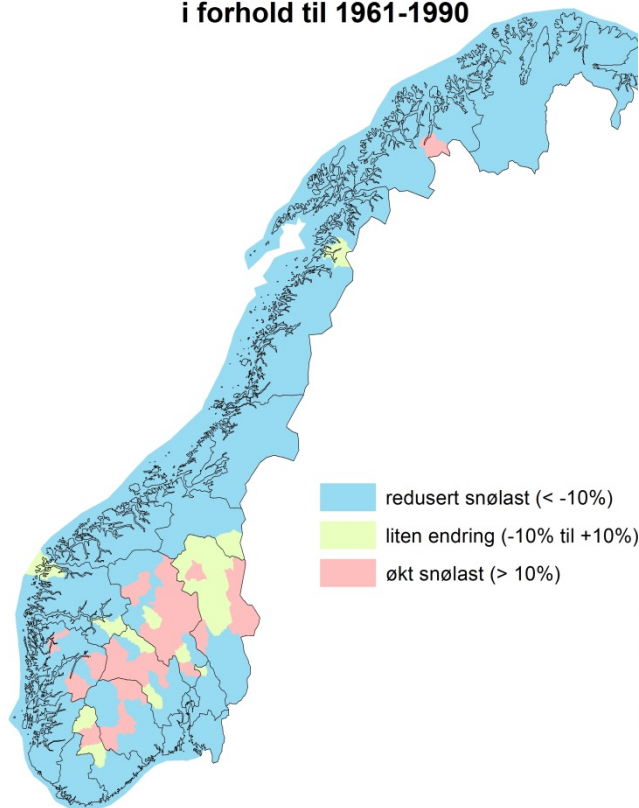 i forhold til 1961-1990
redusert snølast (< -10%)
liten endring (-10% til +10%)
økt snølast (> 10%)